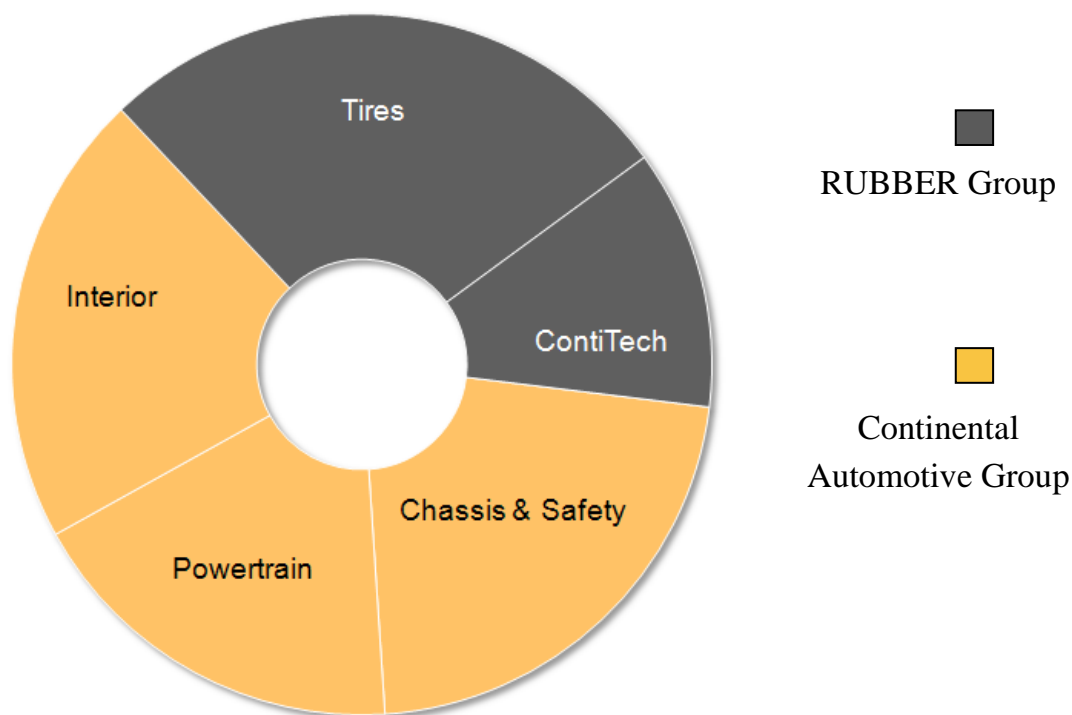 Tires
RUBBER Group
Interior
ContiTech
Continental
Automotive Group
Chassis & Safety
Powertrain